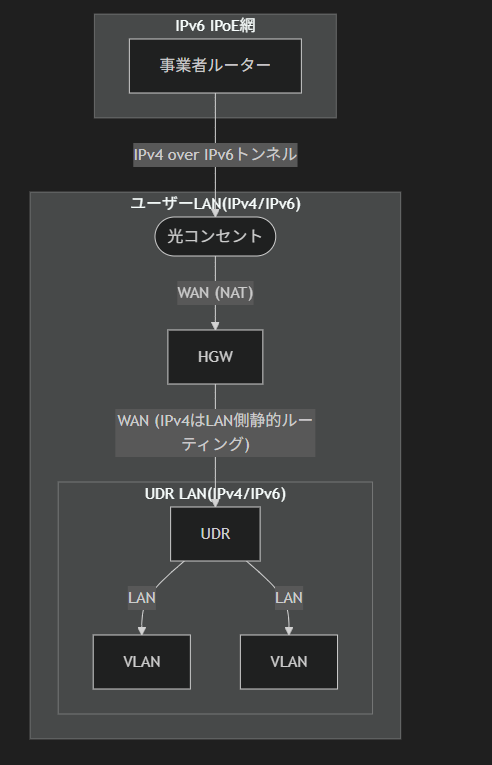 IPv6 IPoE網
事業者ルーター
IPv4 over IPv6トンネル
ユーザーLAN(IPv4/IPv6)
光コンセント
WAN (NAT)
HGW
WAN (IPv4はLAN側静的ルー
ティング)
UDR LAN(IPv4/IPv6)
UDR
LAN
LAN
VLAN
VLAN